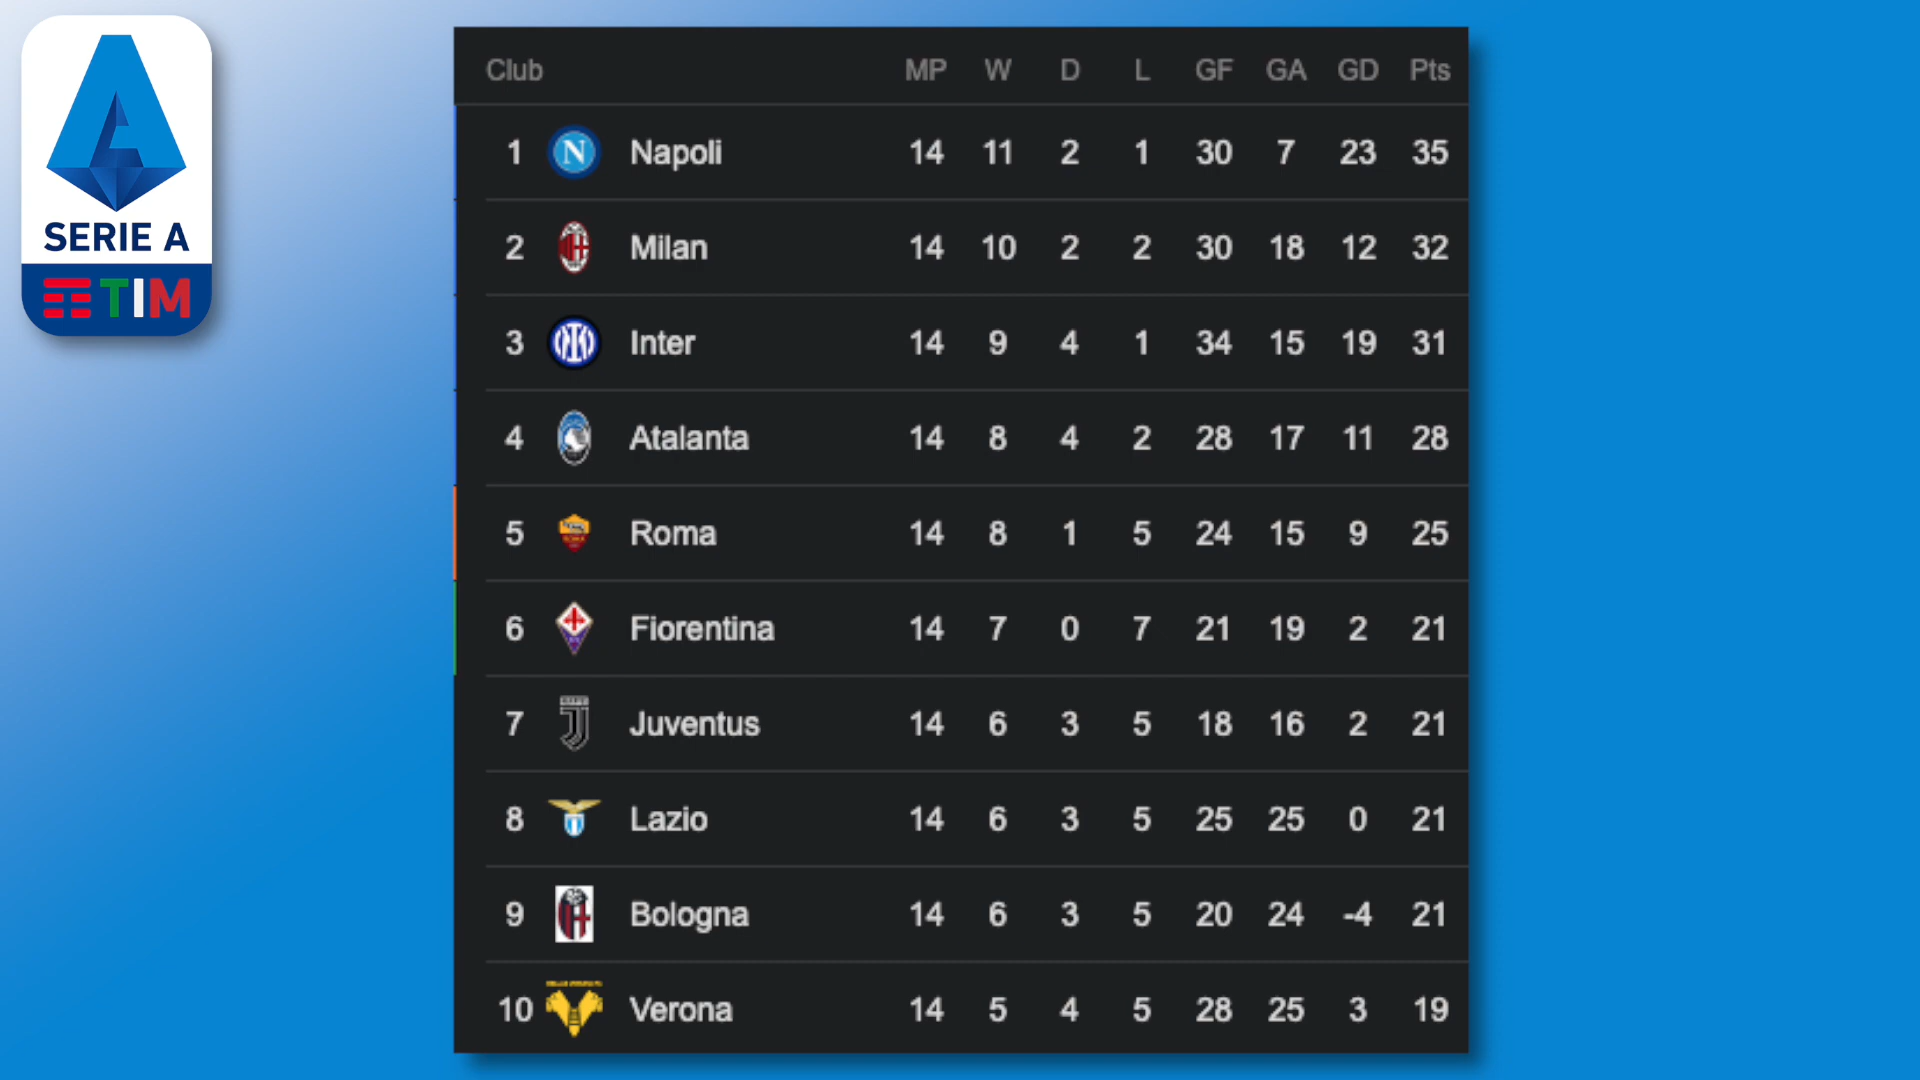 SERIE A
TIM
Club MP W D L GF GA GD Pts
1 N Napoli 14 11 2 1 30 7 23 35
2 Milan 14 10 2 2 30 18 12 32
3 Inter 14 9 4 1 34 15 19 31
4 Atalanta 14 8 4 2 28 17 11 28
5 Roma 14 8 1 5 24 15 9 25
6 Fiorentina 14 7 0 7 21 19 2 21
7 Juventus 14 6 3 5 18 16 2 21
8 Lazio 14 6 3 5 25 25 0 21
9 Bologna 14 6 3 5 20 24 -4 21
10 Verona 14 5 4 5 28 25 3 19